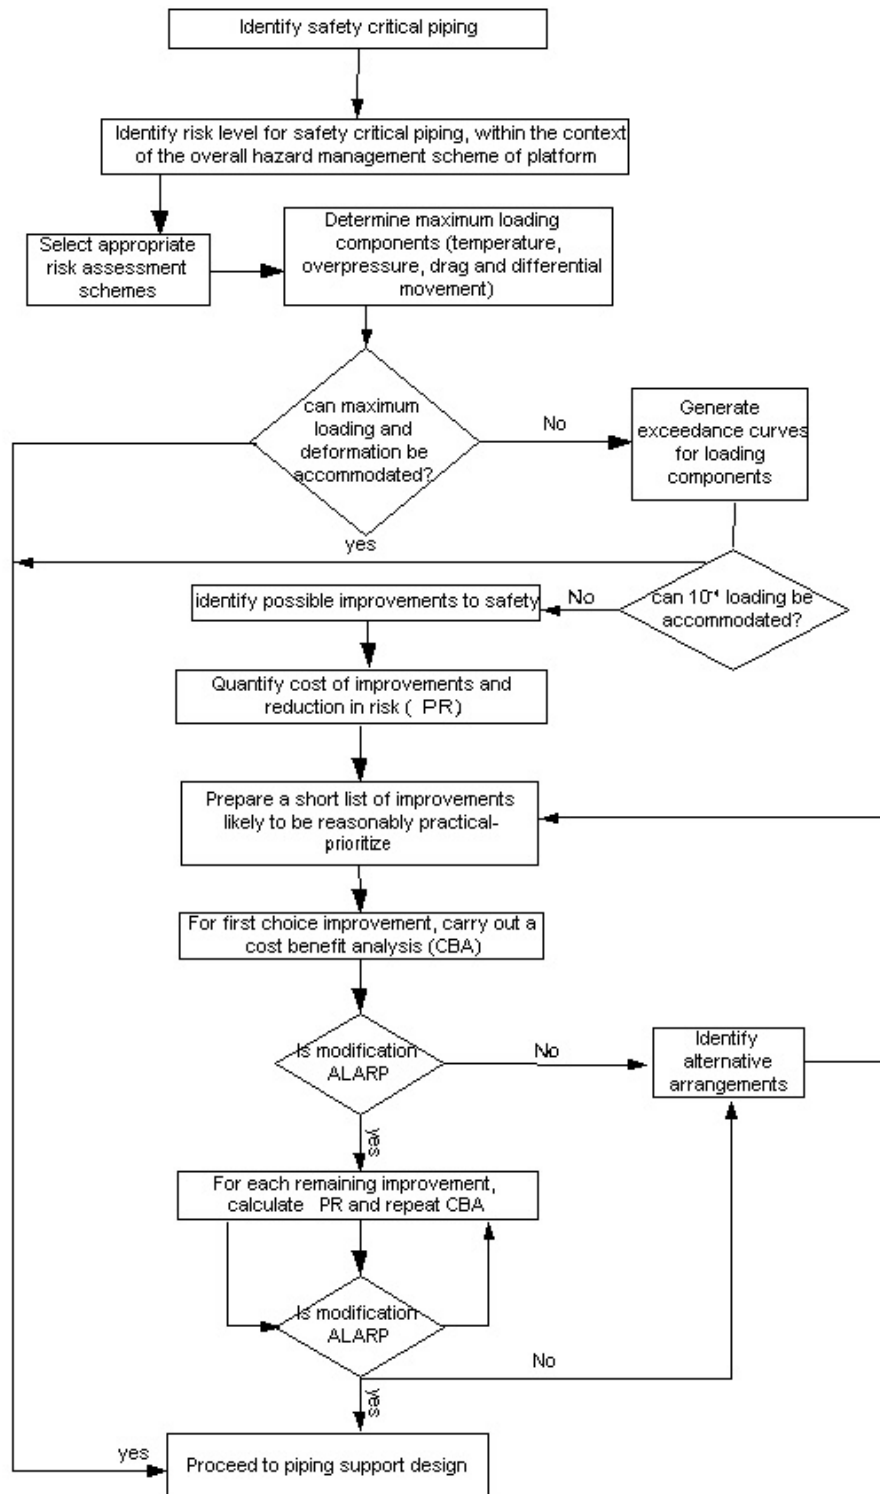 Identify safety critical piping
Identify risk level for safety critical piping, within the context
of the overall hazard management scheme of platform
Select appropriate
risk assessment
schemes
Determine maximum loading
components (temperature,
overpressure, drag and differential
movement)
can maximum
loading and
deformation be
accommodated?
No
Generate
exceedance curves
for loading
components
yes
can 10⁻⁴ loading be
accommodated?
No
identify possible improvements to safety
Quantify cost of improvements and
reduction in risk ( PR)
Prepare a short list of improvements
likely to be reasonably practical-
prioritize
For first choice improvement, carry out a
cost benefit analysis (CBA)
Is modification
ALARP
No
Identify
alternative
arrangements
yes
For each remaining improvement,
calculate PR and repeat CBA
Is modification
ALARP
No
yes
yes
Proceed to piping support design